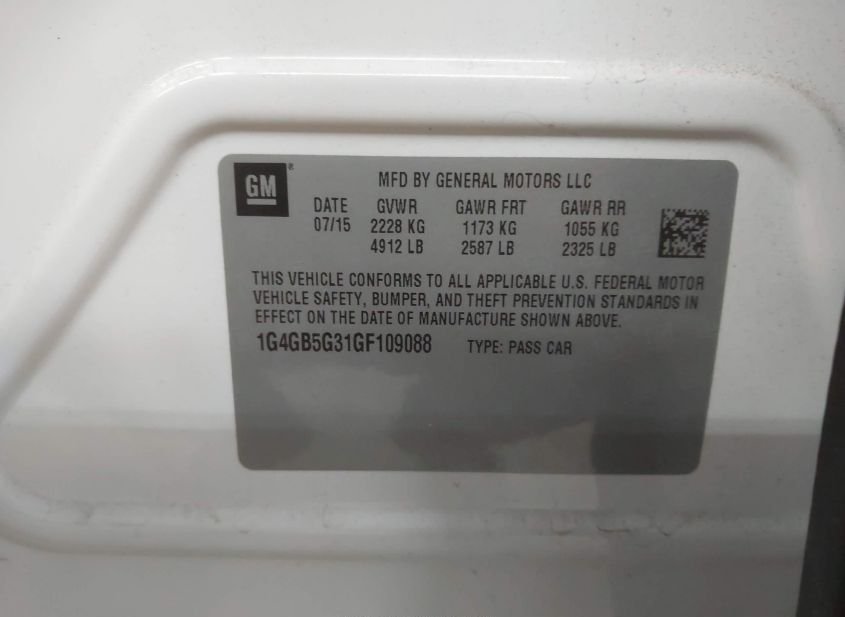 GM®
MFD BY GENERAL MOTORS LLC
DATE GVWR GAWR FRT GAWR RR
07/15 2228 KG 1173 KG 1055 KG
4912 LB 2587 LB 2325 LB
THIS VEHICLE CONFORMS TO ALL APPLICABLE U.S. FEDERAL MOTOR
VEHICLE SAFETY, BUMPER, AND THEFT PREVENTION STANDARDS IN
EFFECT ON THE DATE OF MANUFACTURE SHOWN ABOVE.
1G4GB5G31GF109088 TYPE: PASS CAR